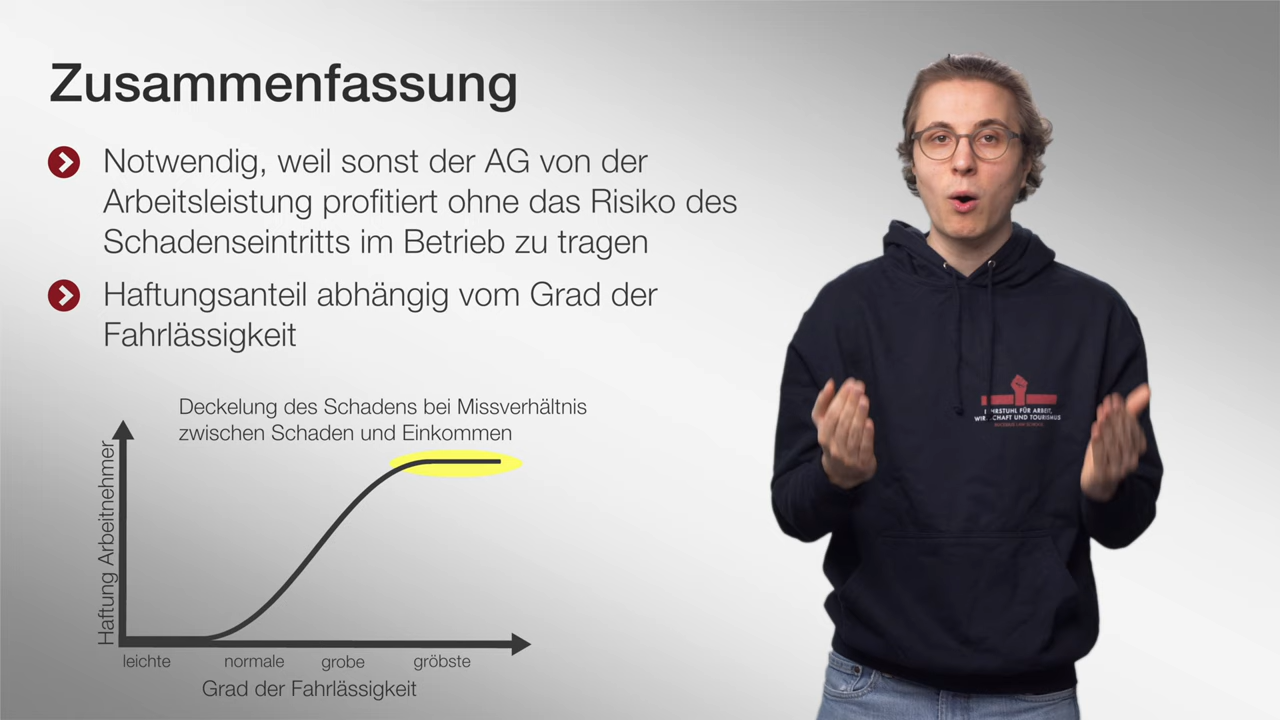 Zusammenfassung
Notwendig, weil sonst der AG von der
Arbeitsleistung profitiert ohne das Risiko des
Schadenseintritts im Betrieb zu tragen
Haftungsanteil abhängig vom Grad der
Fahrlässigkeit
Deckelung des Schadens bei Missverhältnis
zwischen Schaden und Einkommen
Haftung Arbeitnehmer
leichte normale grobe gröbste
Grad der Fahrlässigkeit
FÜR ARBEIT,
UND TOURISMUS